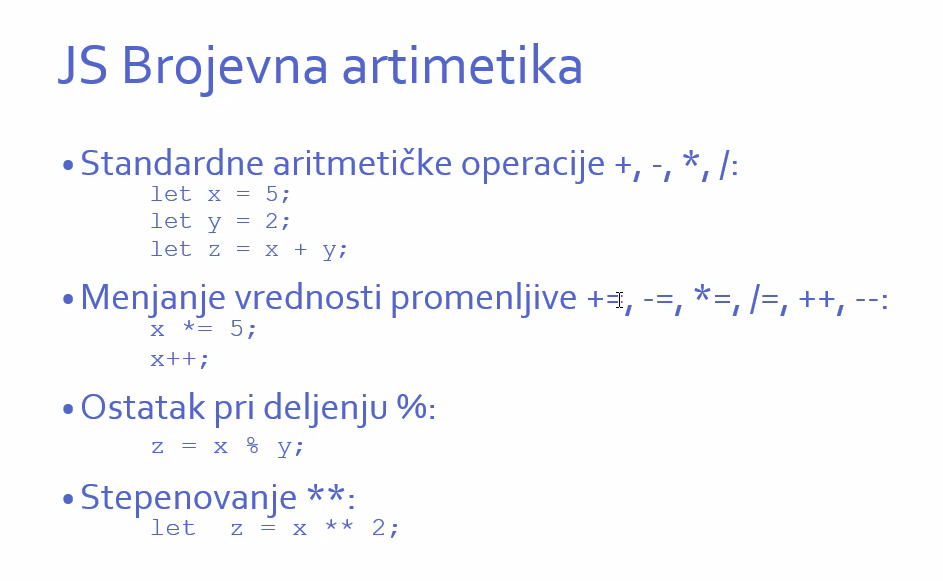 JS Brojevna artimetika
• Standardne aritmetičke operacije +, -, *, /:
let x = 5;
let y = 2;
let z = x + y;
• Menjanje vrednosti promenljive +=, -=, *=, /=, ++, --:
x *= 5;
x++;
• Ostatak pri deljenju %:
z = x % y;
• Stepenovanje **:
let  z = x ** 2;